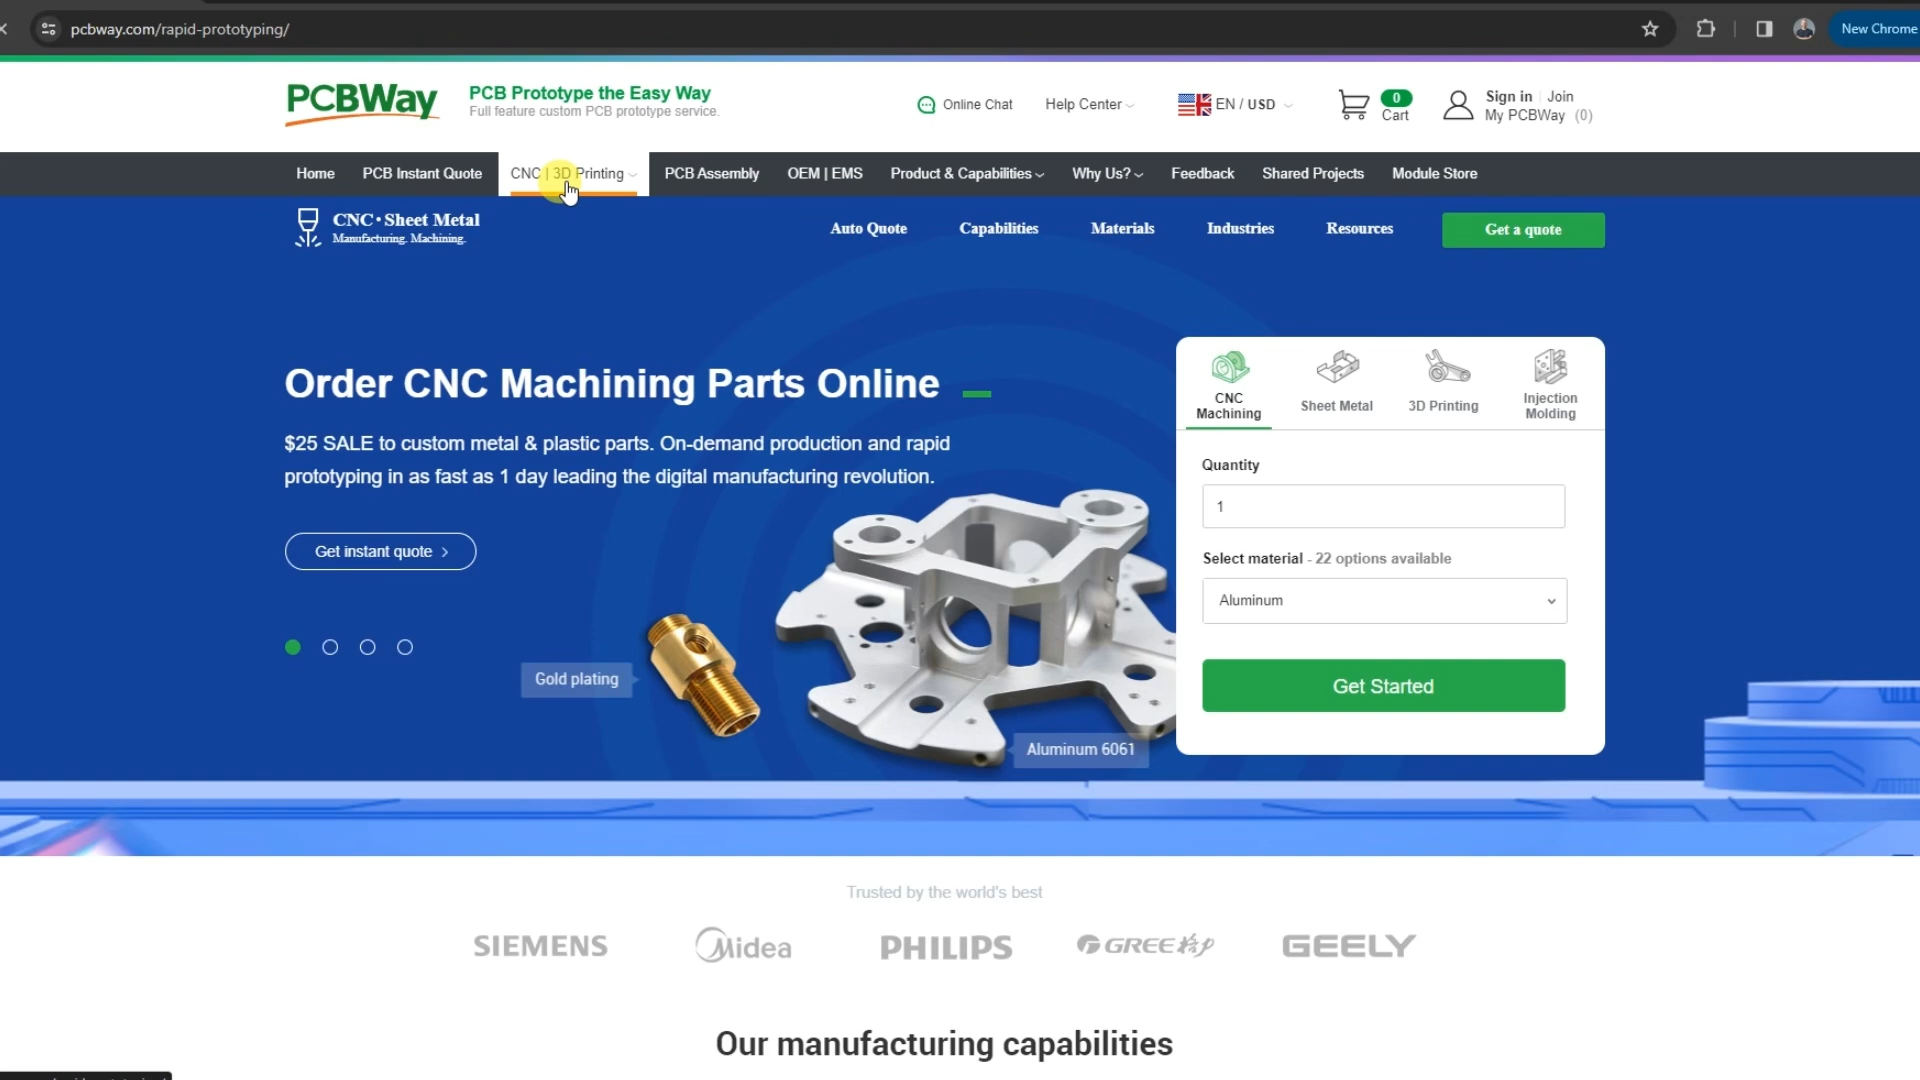 pcbway.com/rapid-prototyping/
New Chrome
PCBWay
PCB Prototype the Easy Way
Full feature custom PCB prototype service.
Online Chat
Help Center
EN / USD
0
Cart
Sign in
Join
My PCBWay (0)
Home
PCB Instant Quote
CNC | 3D Printing
PCB Assembly
OEM | EMS
Product & Capabilities
Why Us?
Feedback
Shared Projects
Module Store
CNC·Sheet Metal
Manufacturing. Machining.
Auto Quote
Capabilities
Materials
Industries
Resources
Get a quote
Order CNC Machining Parts Online
$25 SALE to custom metal & plastic parts. On-demand production and rapid
prototyping in as fast as 1 day leading the digital manufacturing revolution.
Get instant quote >
Gold plating
Aluminum 6061
CNC
Machining
Sheet Metal
3D Printing
Injection
Molding
Quantity
1
Select material - 22 options available
Aluminum
Get Started
Trusted by the world's best
SIEMENS
Midea
PHILIPS
GREE格力
GEELY
Our manufacturing capabilities